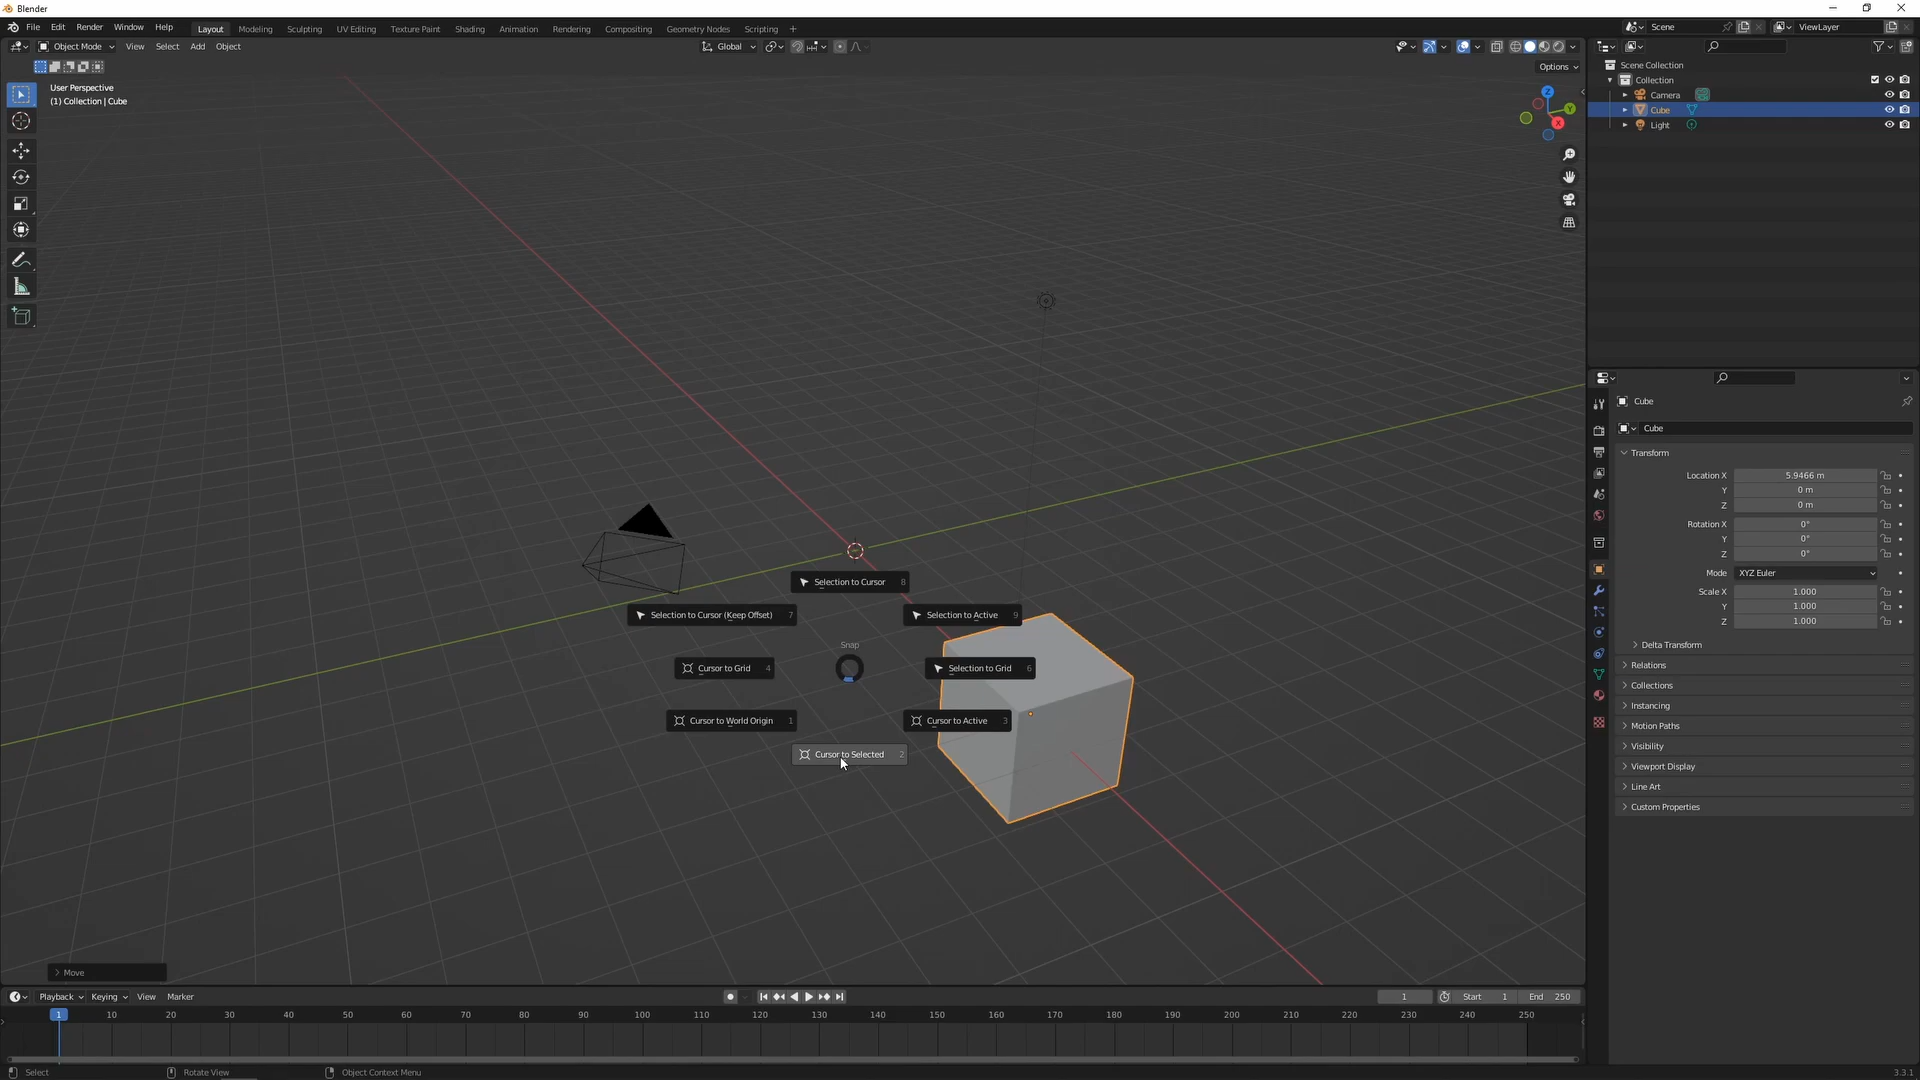 Blender
File Edit Render Window Help Layout Modeling Sculpting UV Editing Texture Paint Shading Animation Rendering Compositing Geometry Nodes Scripting + Scene ViewLayer
Object Mode View Select Add Object Global
Options
User Perspective
(1) Collection | Cube
Z
Y
X
Scene Collection
Collection
Camera
Cube
Light
Selection to Cursor 8
Selection to Cursor (Keep Offset) 7
Selection to Active 9
Snap
Cursor to Grid 4
Selection to Grid 6
Cursor to World Origin 1
Cursor to Active 3
Cursor to Selected 2
Cube
Cube
Transform
Location X 5.9466 m
Y 0 m
Z 0 m
Rotation X 0°
Y 0°
Z 0°
Mode XYZ Euler
Scale X 1.000
Y 1.000
Z 1.000
Delta Transform
Relations
Collections
Instancing
Motion Paths
Visibility
Viewport Display
Line Art
Custom Properties
Move
Playback Keying View Marker 1 Start 1 End 250
1 10 20 30 40 50 60 70 80 90 100 110 120 130 140 150 160 170 180 190 200 210 220 230 240 250
Select Rotate View Object Context Menu 3.3.1